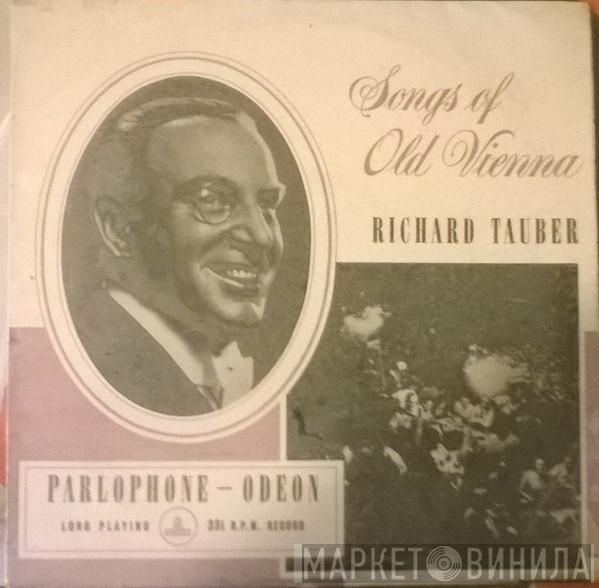 Songs of
Old Vienna
RICHARD TAUBER
PARLOPHONE – ODEON
LONG PLAYING 33⅓ R.P.M. RECORD
МАРКЕТ ВИНИЛА